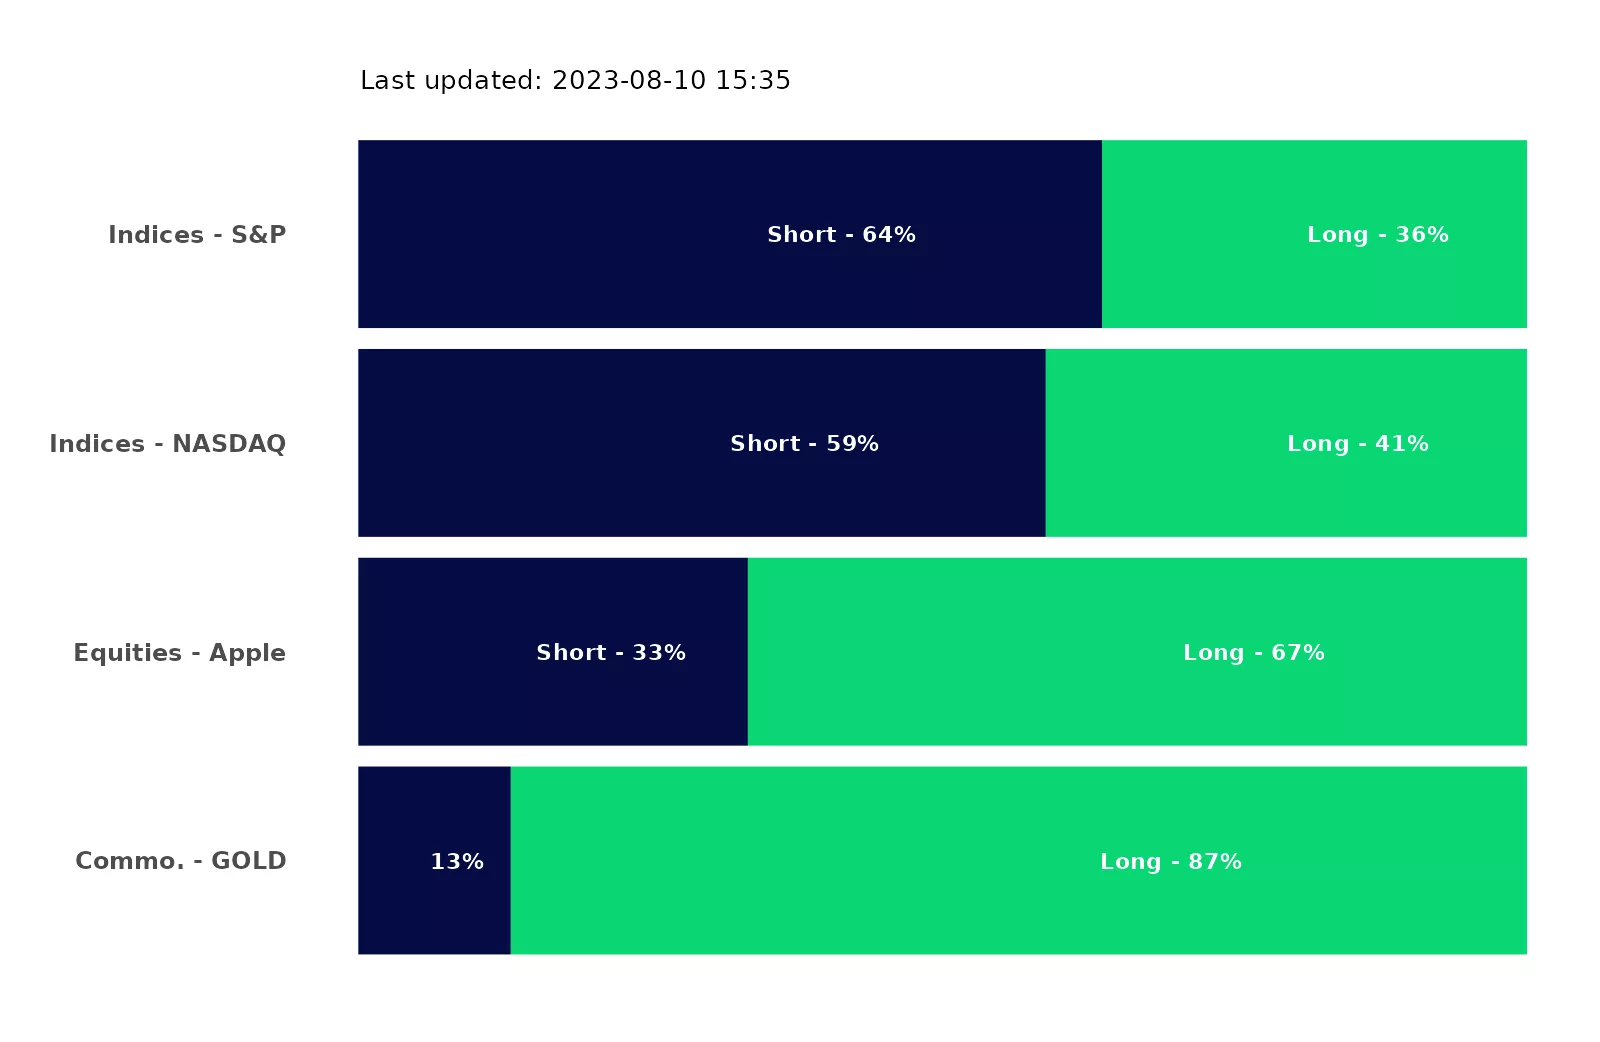 Last updated: 2023-08-10 15:35
Indices - S&P Short - 64% Long - 36%
Indices - NASDAQ Short - 59% Long - 41%
Equities - Apple Short - 33% Long - 67%
Commo. - GOLD 13% Long - 87%